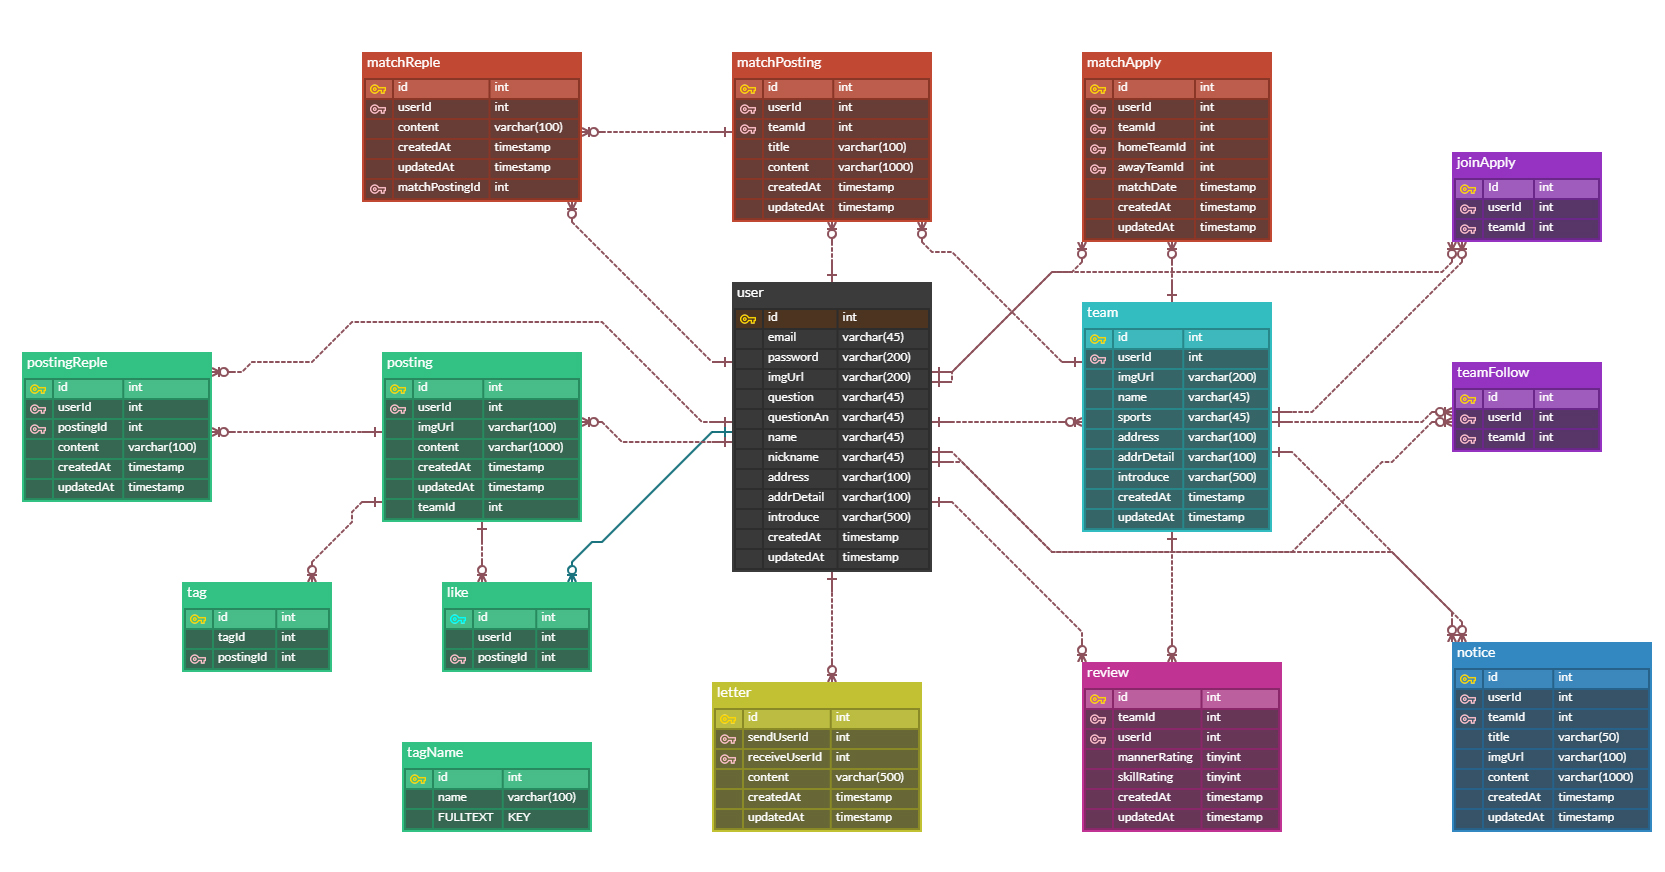 matchReple
id int
userId int
content varchar(100)
createdAt timestamp
updatedAt timestamp
matchPostingId int
matchPosting
id int
userId int
teamId int
title varchar(100)
content varchar(1000)
createdAt timestamp
updatedAt timestamp
matchApply
id int
userId int
teamId int
homeTeamId int
awayTeamId int
matchDate timestamp
createdAt timestamp
updatedAt timestamp
joinApply
Id int
userId int
teamId int
user
id int
email varchar(45)
password varchar(200)
imgUrl varchar(200)
question varchar(45)
questionAn varchar(45)
name varchar(45)
nickname varchar(45)
address varchar(100)
addrDetail varchar(100)
introduce varchar(500)
createdAt timestamp
updatedAt timestamp
team
id int
userId int
imgUrl varchar(200)
name varchar(45)
sports varchar(45)
address varchar(100)
addrDetail varchar(100)
introduce varchar(500)
createdAt timestamp
updatedAt timestamp
postingReple
id int
userId int
postingId int
content varchar(100)
createdAt timestamp
updatedAt timestamp
posting
id int
userId int
imgUrl varchar(100)
content varchar(1000)
createdAt timestamp
updatedAt timestamp
teamId int
teamFollow
id int
userId int
teamId int
tag
id int
tagId int
postingId int
like
id int
userId int
postingId int
notice
id int
userId int
teamId int
title varchar(50)
imgUrl varchar(100)
content varchar(1000)
createdAt timestamp
updatedAt timestamp
review
id int
teamId int
userId int
mannerRating tinyint
skillRating tinyint
createdAt timestamp
updatedAt timestamp
letter
id int
sendUserId int
receiveUserId int
content varchar(500)
createdAt timestamp
updatedAt timestamp
tagName
id int
name varchar(100)
FULLTEXT KEY